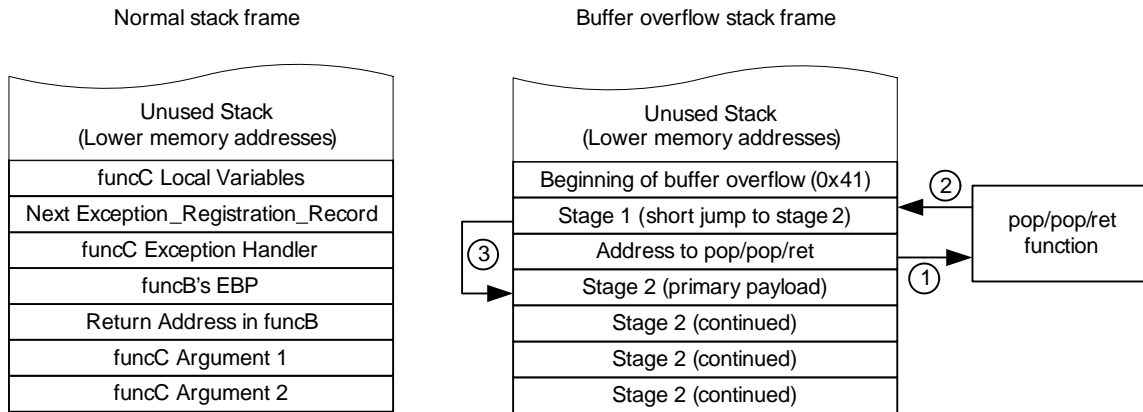 Normal stack frame
Buffer overflow stack frame
Unused Stack
(Lower memory addresses)
funcC Local Variables
Next Exception_Registration_Record
funcC Exception Handler
funcB's EBP
Return Address in funcB
funcC Argument 1
funcC Argument 2
Unused Stack
(Lower memory addresses)
Beginning of buffer overflow (0x41)
Stage 1 (short jump to stage 2)
Address to pop/pop/ret
Stage 2 (primary payload)
Stage 2 (continued)
Stage 2 (continued)
Stage 2 (continued)
3
2
1
pop/pop/ret
function